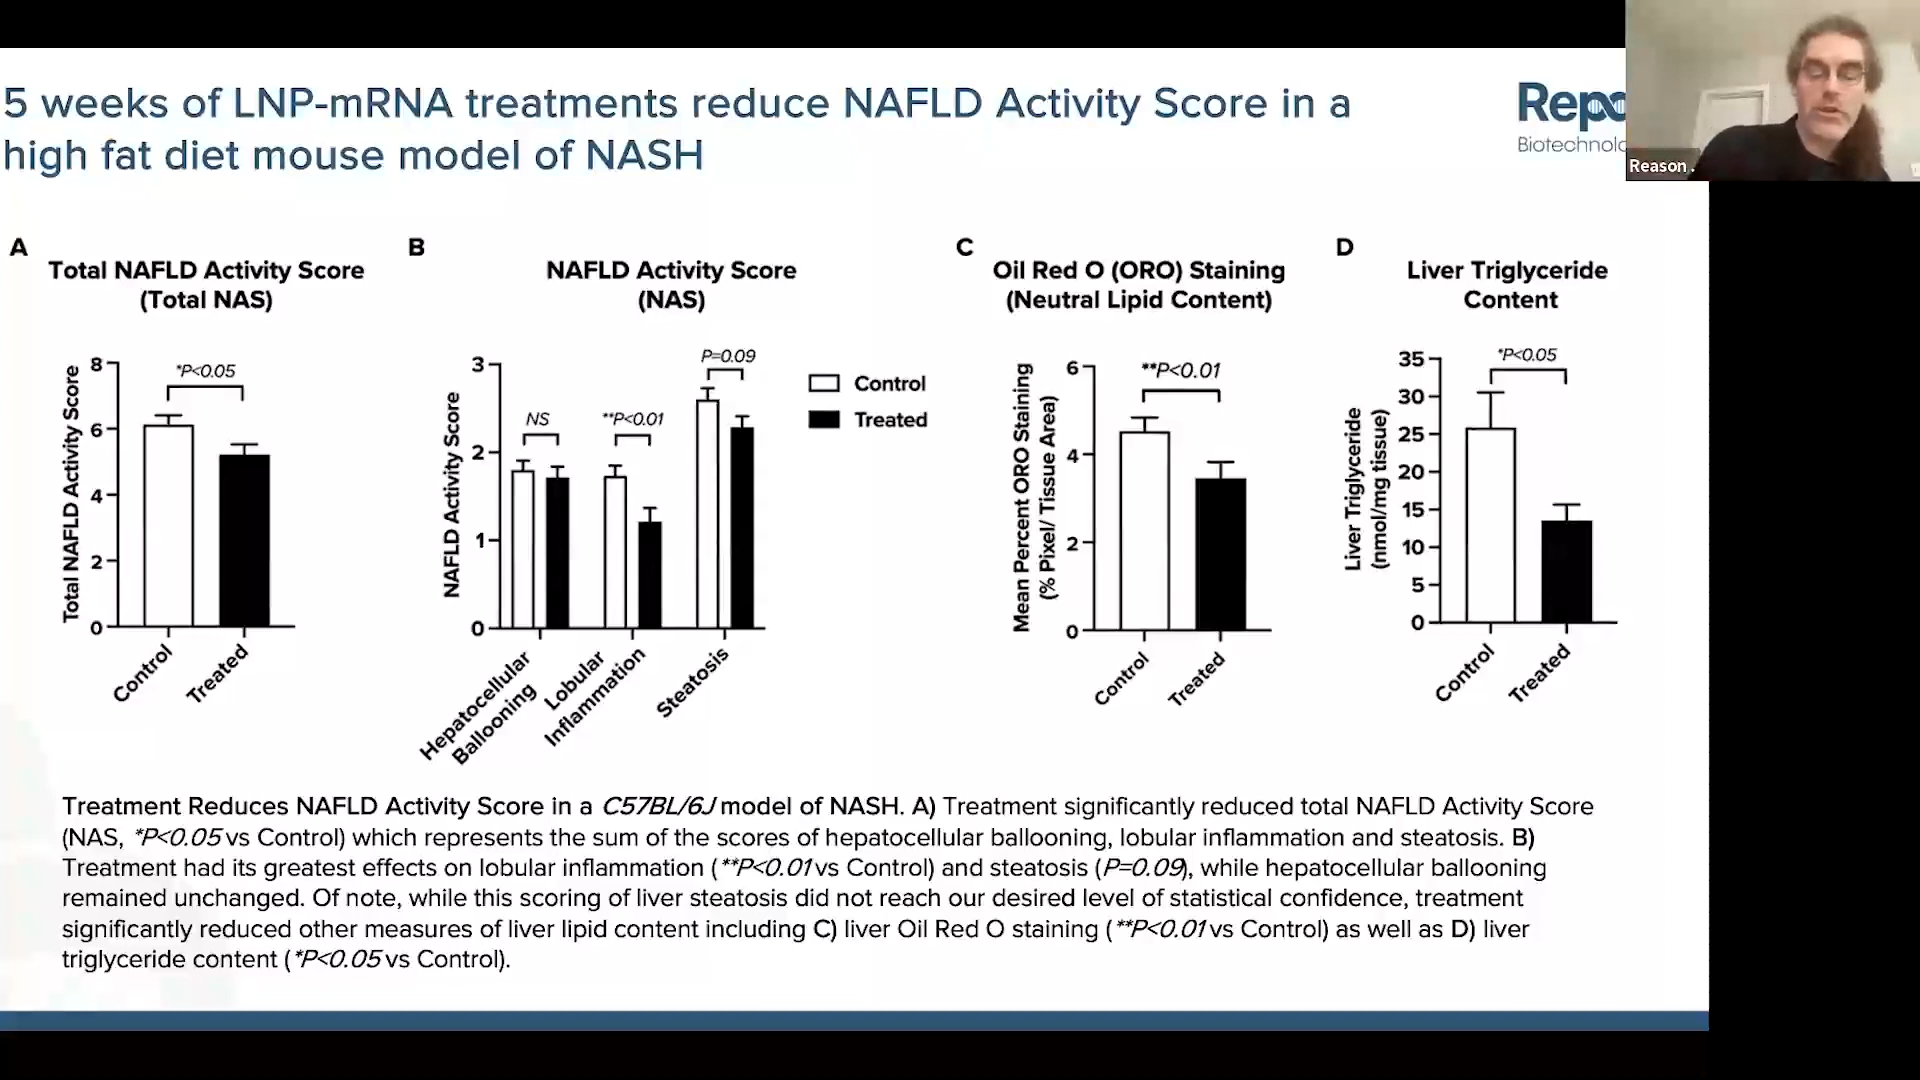 5 weeks of LNP-mRNA treatments reduce NAFLD Activity Score in a
high fat diet mouse model of NASH
Repo
Biotechnolo
Reason .
A
Total NAFLD Activity Score
(Total NAS)
Total NAFLD Activity Score
8
6
4
2
0
*P<0.05
Control
Treated
B
NAFLD Activity Score
(NAS)
NAFLD Activity Score
3
2
1
0
NS
**P<0.01
P=0.09
Hepatocellular
Ballooning
Lobular
Inflammation
Steatosis
Control
Treated
C
Oil Red O (ORO) Staining
(Neutral Lipid Content)
Mean Percent ORO Staining
(% Pixel/ Tissue Area)
6
4
2
0
**P<0.01
Control
Treated
D
Liver Triglyceride
Content
Liver Triglyceride
(nmol/mg tissue)
35
30
25
20
15
10
5
0
*P<0.05
Control
Treated
Treatment Reduces NAFLD Activity Score in a C57BL/6J model of NASH. A) Treatment significantly reduced total NAFLD Activity Score
(NAS, *P<0.05 vs Control) which represents the sum of the scores of hepatocellular ballooning, lobular inflammation and steatosis. B)
Treatment had its greatest effects on lobular inflammation (**P<0.01 vs Control) and steatosis (P=0.09), while hepatocellular ballooning
remained unchanged. Of note, while this scoring of liver steatosis did not reach our desired level of statistical confidence, treatment
significantly reduced other measures of liver lipid content including C) liver Oil Red O staining (**P<0.01 vs Control) as well as D) liver
triglyceride content (*P<0.05 vs Control).